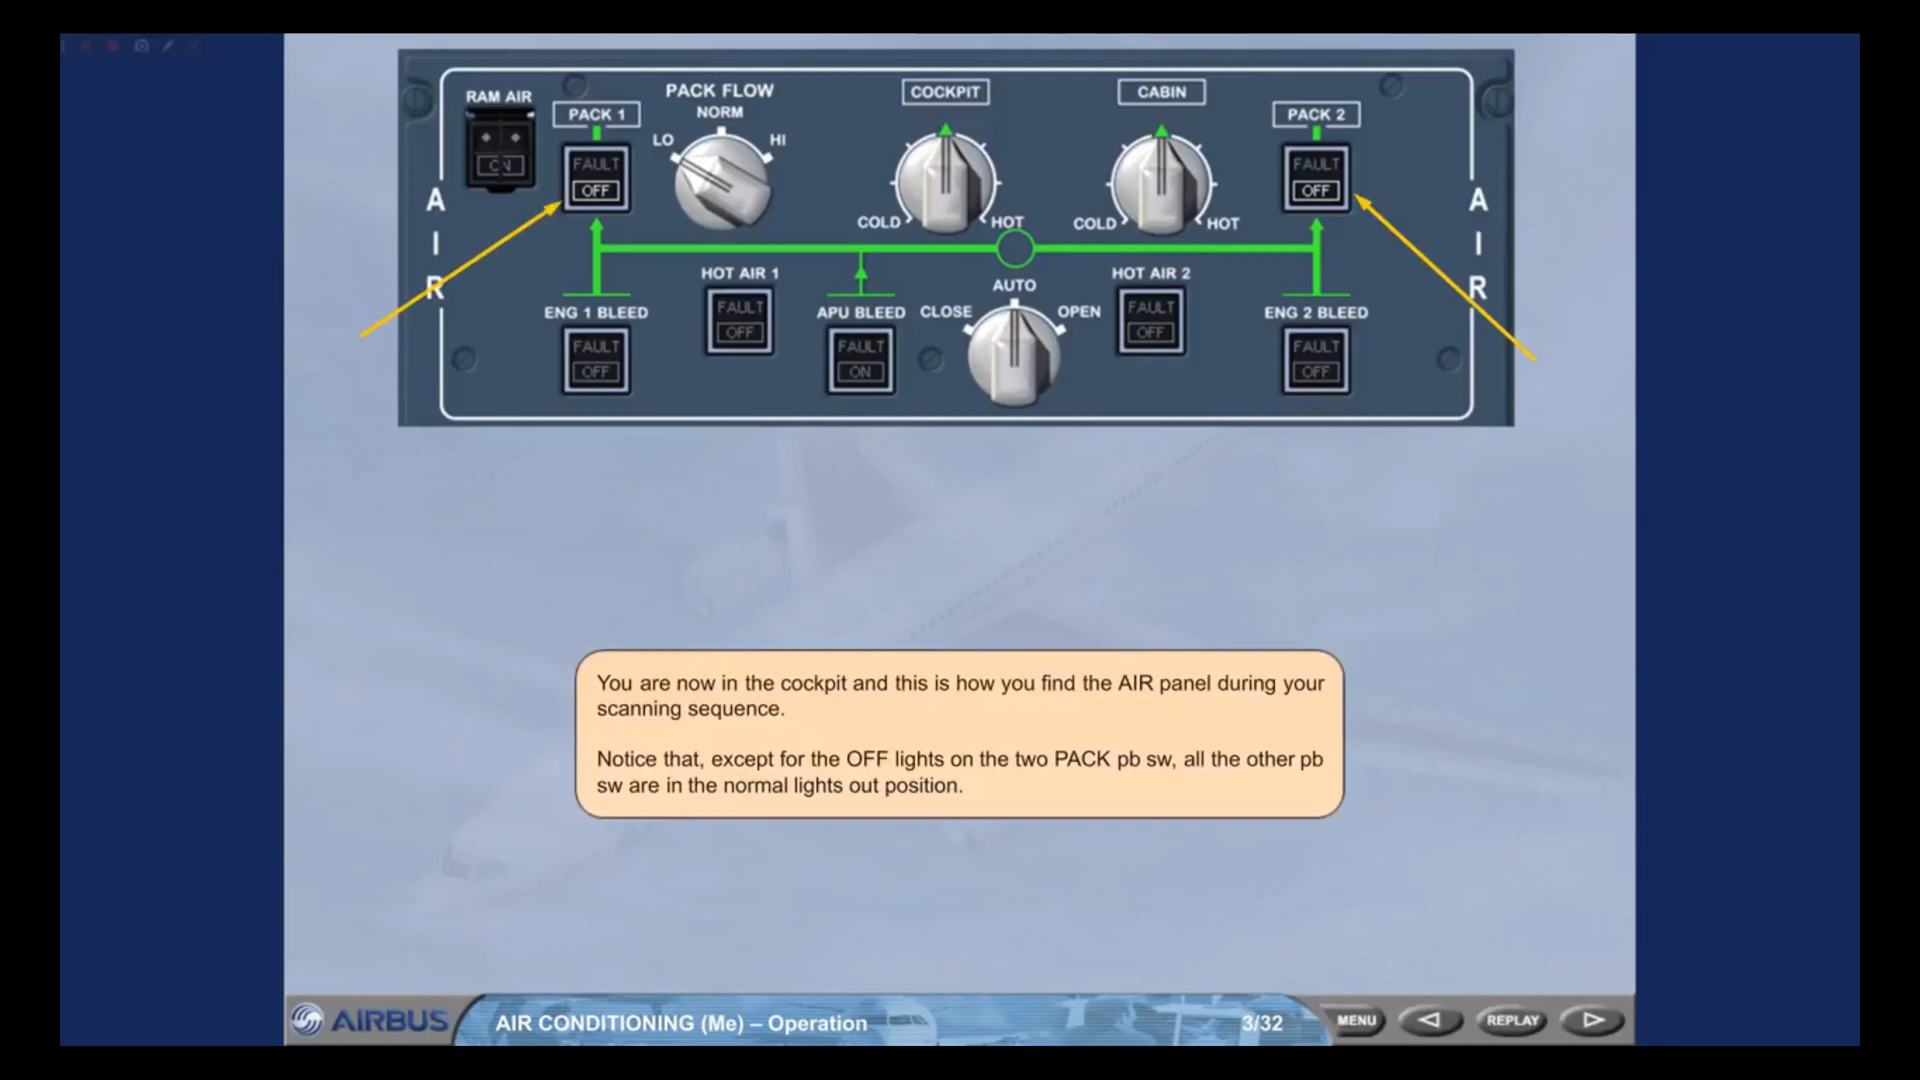 RAM AIR
ON
PACK 1
FAULT
OFF
PACK FLOW
NORM
LO
HI
COCKPIT
COLD
HOT
CABIN
COLD
HOT
PACK 2
FAULT
OFF
A
I
R
A
I
R
ENG 1 BLEED
FAULT
OFF
HOT AIR 1
FAULT
OFF
APU BLEED
FAULT
ON
AUTO
CLOSE
OPEN
HOT AIR 2
FAULT
OFF
ENG 2 BLEED
FAULT
OFF
You are now in the cockpit and this is how you find the AIR panel during your
scanning sequence.
Notice that, except for the OFF lights on the two PACK pb sw, all the other pb
sw are in the normal lights out position.
AIRBUS
AIR CONDITIONING (Me) – Operation
3/32
MENU
REPLAY